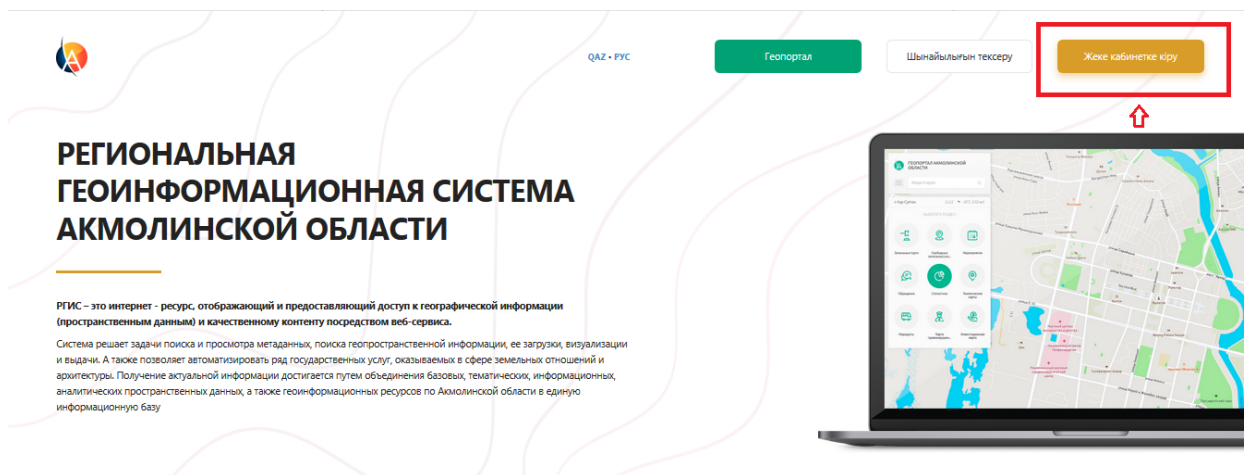 QAZ • РУС
Геопортал
Шынайылығын тексеру
Жеке кабинетке кіру
РЕГИОНАЛЬНАЯ
ГЕОИНФОРМАЦИОННАЯ СИСТЕМА
АКМОЛИНСКОЙ ОБЛАСТИ
РГИС – это интернет - ресурс, отображающий и предоставляющий доступ к географической информации
(пространственным данным) и качественному контенту посредством веб-сервиса.
Система решает задачи поиска и просмотра метаданных, поиска геопространственной информации, ее загрузки, визуализации
и выдачи. А также позволяет автоматизировать ряд государственных услуг, оказываемых в сфере земельных отношений и
архитектуры. Получение актуальной информации достигается путем объединения базовых, тематических, информационных,
аналитических пространственных данных, а также геоинформационных ресурсов по Акмолинской области в единую
информационную базу
ГЕОПОРТАЛ АКМОЛИНСКОЙ
ОБЛАСТИ